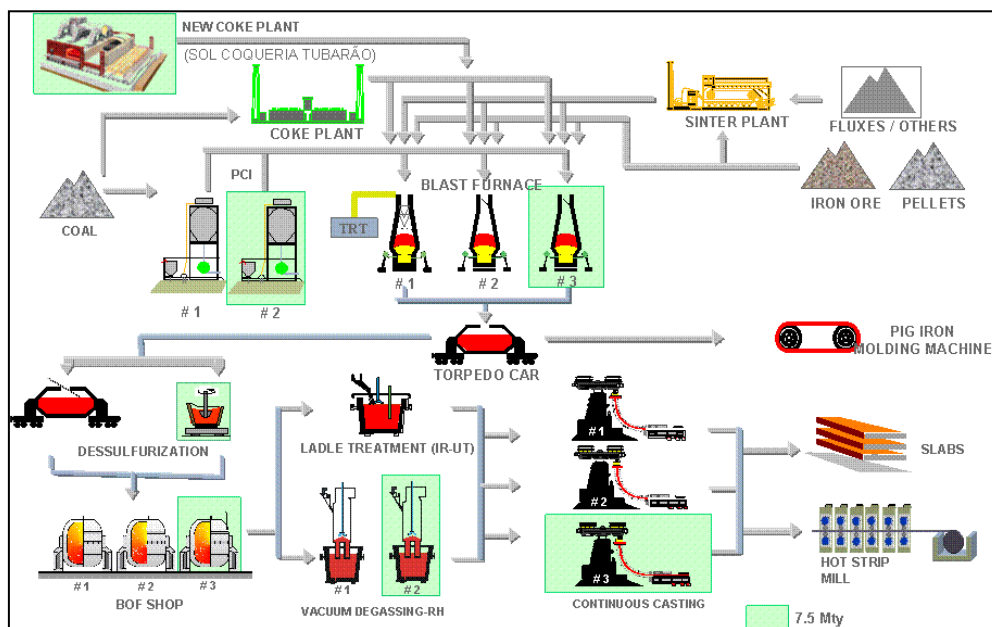 NEW COKE PLANT
(SOL COQUERIA TUBARÃO)
COKE PLANT
SINTER PLANT
FLUXES / OTHERS
PCI
BLAST FURNACE
IRON ORE
PELLETS
COAL
TRT
# 1
# 2
# 1
# 2
# 3
TORPEDO CAR
PIG IRON
MOLDING MACHINE
DESSULFURIZATION
LADLE TREATMENT (IR-UT)
#1
#2
#3
SLABS
#1
#2
#3
BOF SHOP
#1
#2
VACUUM DEGASSING-RH
CONTINUOUS CASTING
HOT STRIP
MILL
7.5 Mty